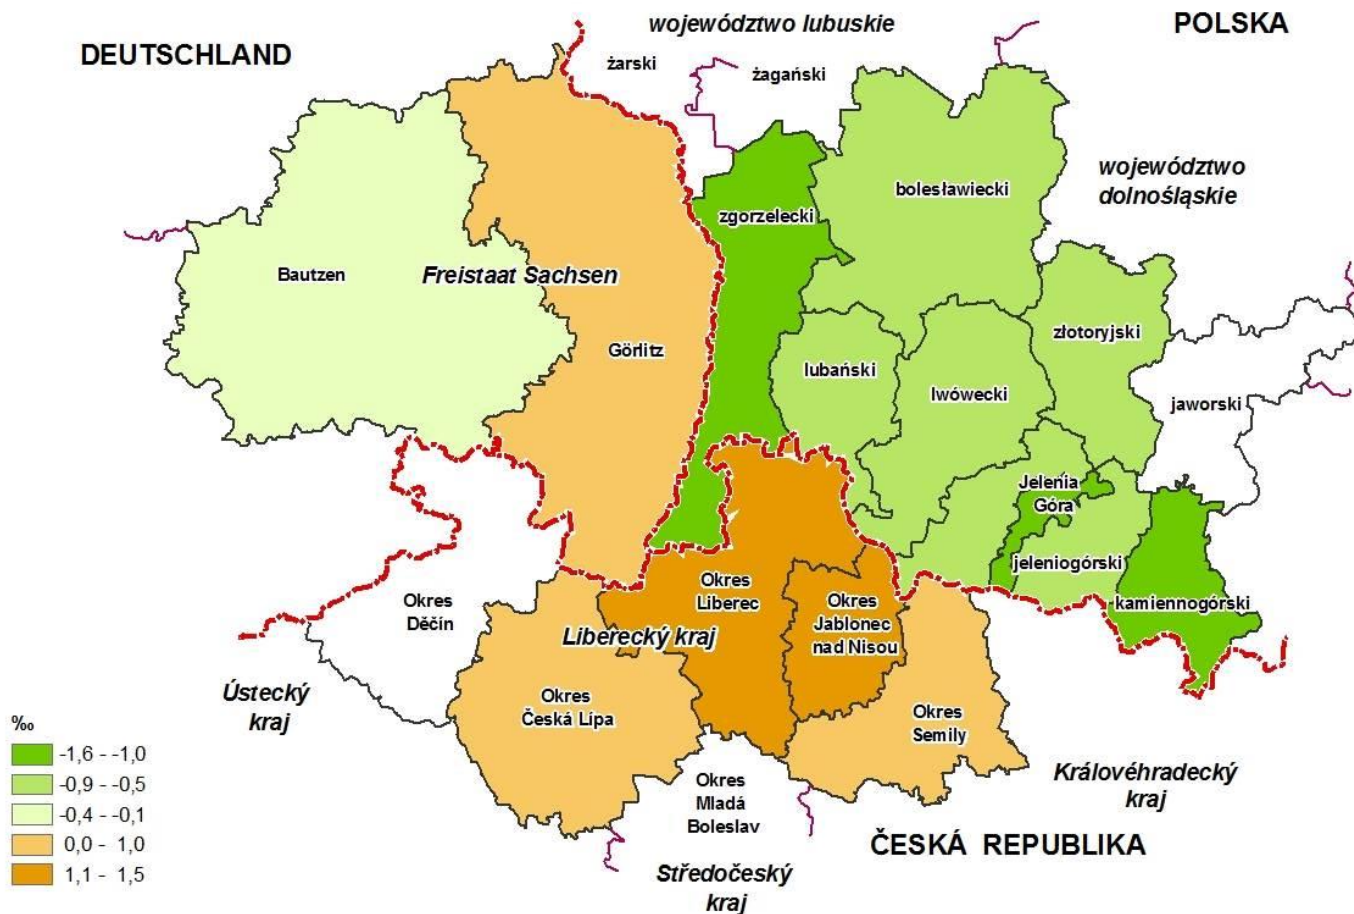 województwo lubuskie
POLSKA
DEUTSCHLAND
żarski
żagański
województwo
dolnośląskie
bolesławiecki
zgorzelecki
Bautzen
Freistaat Sachsen
Görlitz
złotoryjski
lubański
lwówecki
jaworski
Jelenia
Góra
jeleniogórski
kamiennogórski
Okres
Liberec
Okres
Jablonec
nad Nisou
Okres
Děčín
Liberecký kraj
Ústecký
kraj
Okres
Česká Lípa
Okres
Semily
‰
-1,6 - -1,0
-0,9 - -0,5
-0,4 - -0,1
0,0 - 1,0
1,1 - 1,5
Okres
Mladá
Boleslav
Královéhradecký
kraj
ČESKÁ REPUBLIKA
Středočeský
kraj